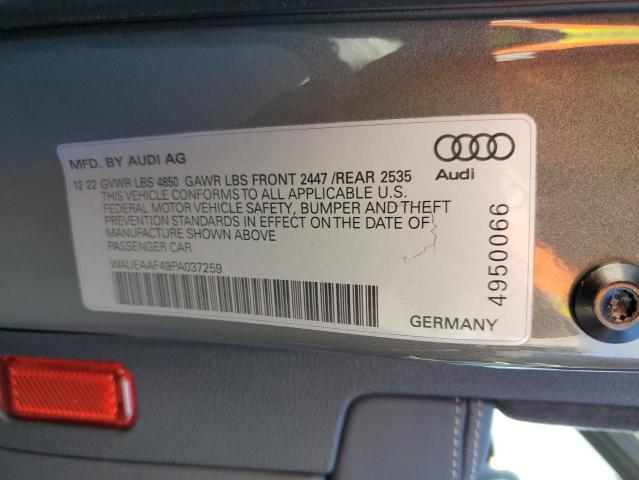 MFD. BY AUDI AG
Audi
12 22 GVWR LBS 4850 GAWR LBS FRONT 2447 /REAR 2535
THIS VEHICLE CONFORMS TO ALL APPLICABLE U.S.
FEDERAL MOTOR VEHICLE SAFETY, BUMPER AND THEFT
PREVENTION STANDARDS IN EFFECT ON THE DATE OF
MANUFACTURE SHOWN ABOVE
PASSENGER CAR
WAUEAAF49PA037259
4950066
GERMANY